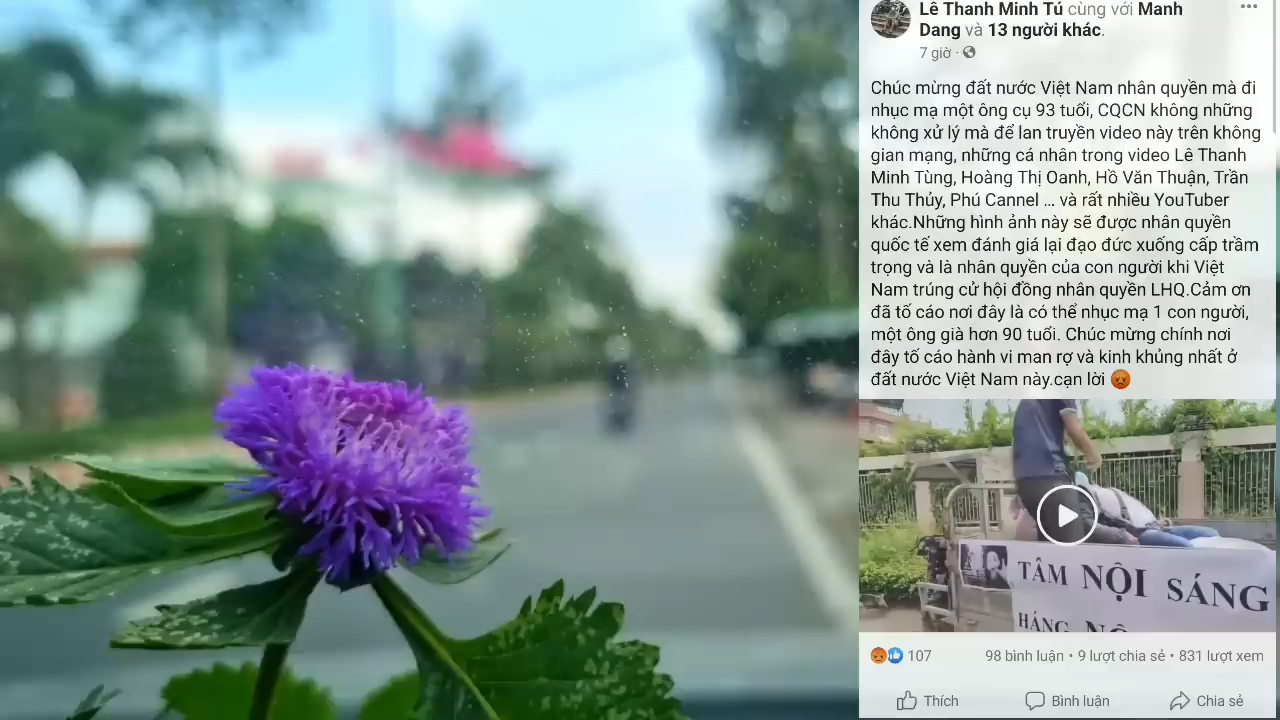 Lê Thanh Minh Tú cùng với Manh
Dang và 13 người khác.
7 giờ ·
Chúc mừng đất nước Việt Nam nhân quyền mà đi
nhục mạ một ông cụ 93 tuổi, CQCN không những
không xử lý mà để lan truyền video này trên không
gian mạng, những cá nhân trong video Lê Thanh
Minh Tùng, Hoàng Thị Oanh, Hồ Văn Thuận, Trần
Thu Thủy, Phú Cannel ... và rất nhiều YouTuber
khác.Những hình ảnh này sẽ được nhân quyền
quốc tế xem đánh giá lại đạo đức xuống cấp trầm
trọng và là nhân quyền của con người khi Việt
Nam trúng cử hội đồng nhân quyền LHQ.Cảm ơn
đã tố cáo nơi đây là có thể nhục mạ 1 con người,
một ông già hơn 90 tuổi. Chúc mừng chính nơi
đây tố cáo hành vi man rợ và kinh khủng nhất ở
đất nước Việt Nam này.cạn lời 😡
TÂM NỘI SÁNG
107
98 bình luận • 9 lượt chia sẻ • 831 lượt xem
Thích
Bình luận
Chia sẻ